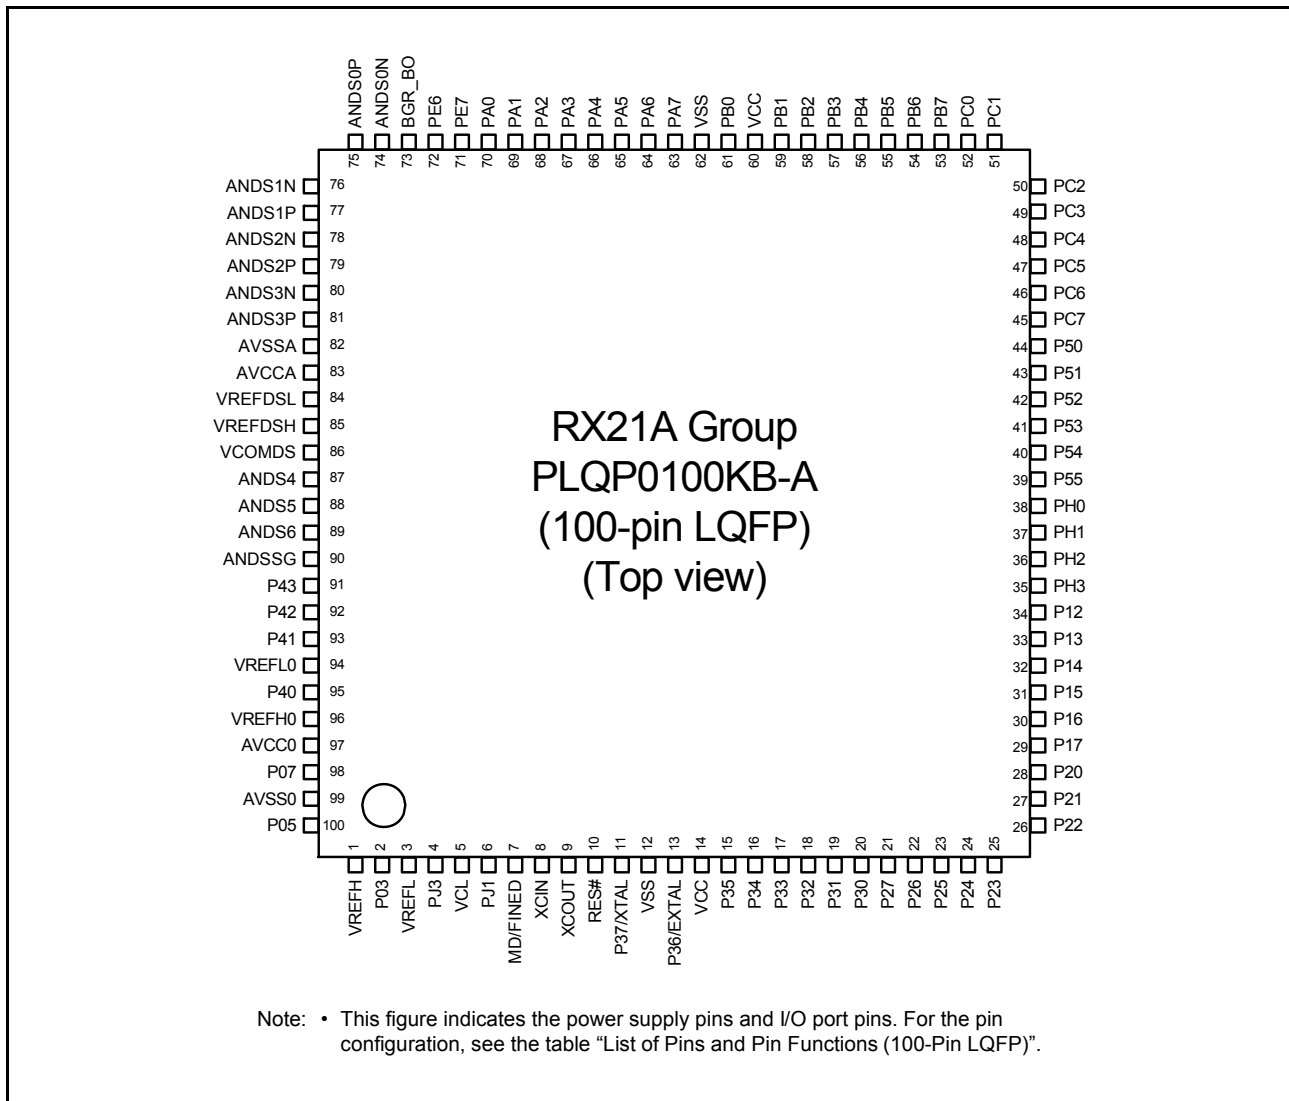 ANDS0P
ANDS0N
BGR_BO
PE6
PE7
PA0
PA1
PA2
PA3
PA4
PA5
PA6
PA7
VSS
PB0
VCC
PB1
PB2
PB3
PB4
PB5
PB6
PB7
PC0
PC1
75
74
73
72
71
70
69
68
67
66
65
64
63
62
61
60
59
58
57
56
55
54
53
52
51
ANDS1N 76
ANDS1P 77
ANDS2N 78
ANDS2P 79
ANDS3N 80
ANDS3P 81
AVSSA 82
AVCCA 83
VREFDSL 84
VREFDSH 85
VCOMDS 86
ANDS4 87
ANDS5 88
ANDS6 89
ANDSSG 90
P43 91
P42 92
P41 93
VREFL0 94
P40 95
VREFH0 96
AVCC0 97
P07 98
AVSS0 99
P05 100
RX21A Group
PLQP0100KB-A
(100-pin LQFP)
(Top view)
50 PC2
49 PC3
48 PC4
47 PC5
46 PC6
45 PC7
44 P50
43 P51
42 P52
41 P53
40 P54
39 P55
38 PH0
37 PH1
36 PH2
35 PH3
34 P12
33 P13
32 P14
31 P15
30 P16
29 P17
28 P20
27 P21
26 P22
1
2
3
4
5
6
7
8
9
10
11
12
13
14
15
16
17
18
19
20
21
22
23
24
25
VREFH
P03
VREFL
PJ3
VCL
PJ1
MD/FINED
XCIN
XCOUT
RES#
P37/XTAL
VSS
P36/EXTAL
VCC
P35
P34
P33
P32
P31
P30
P27
P26
P25
P24
P23
Note: • This figure indicates the power supply pins and I/O port pins. For the pin
configuration, see the table “List of Pins and Pin Functions (100-Pin LQFP)”.